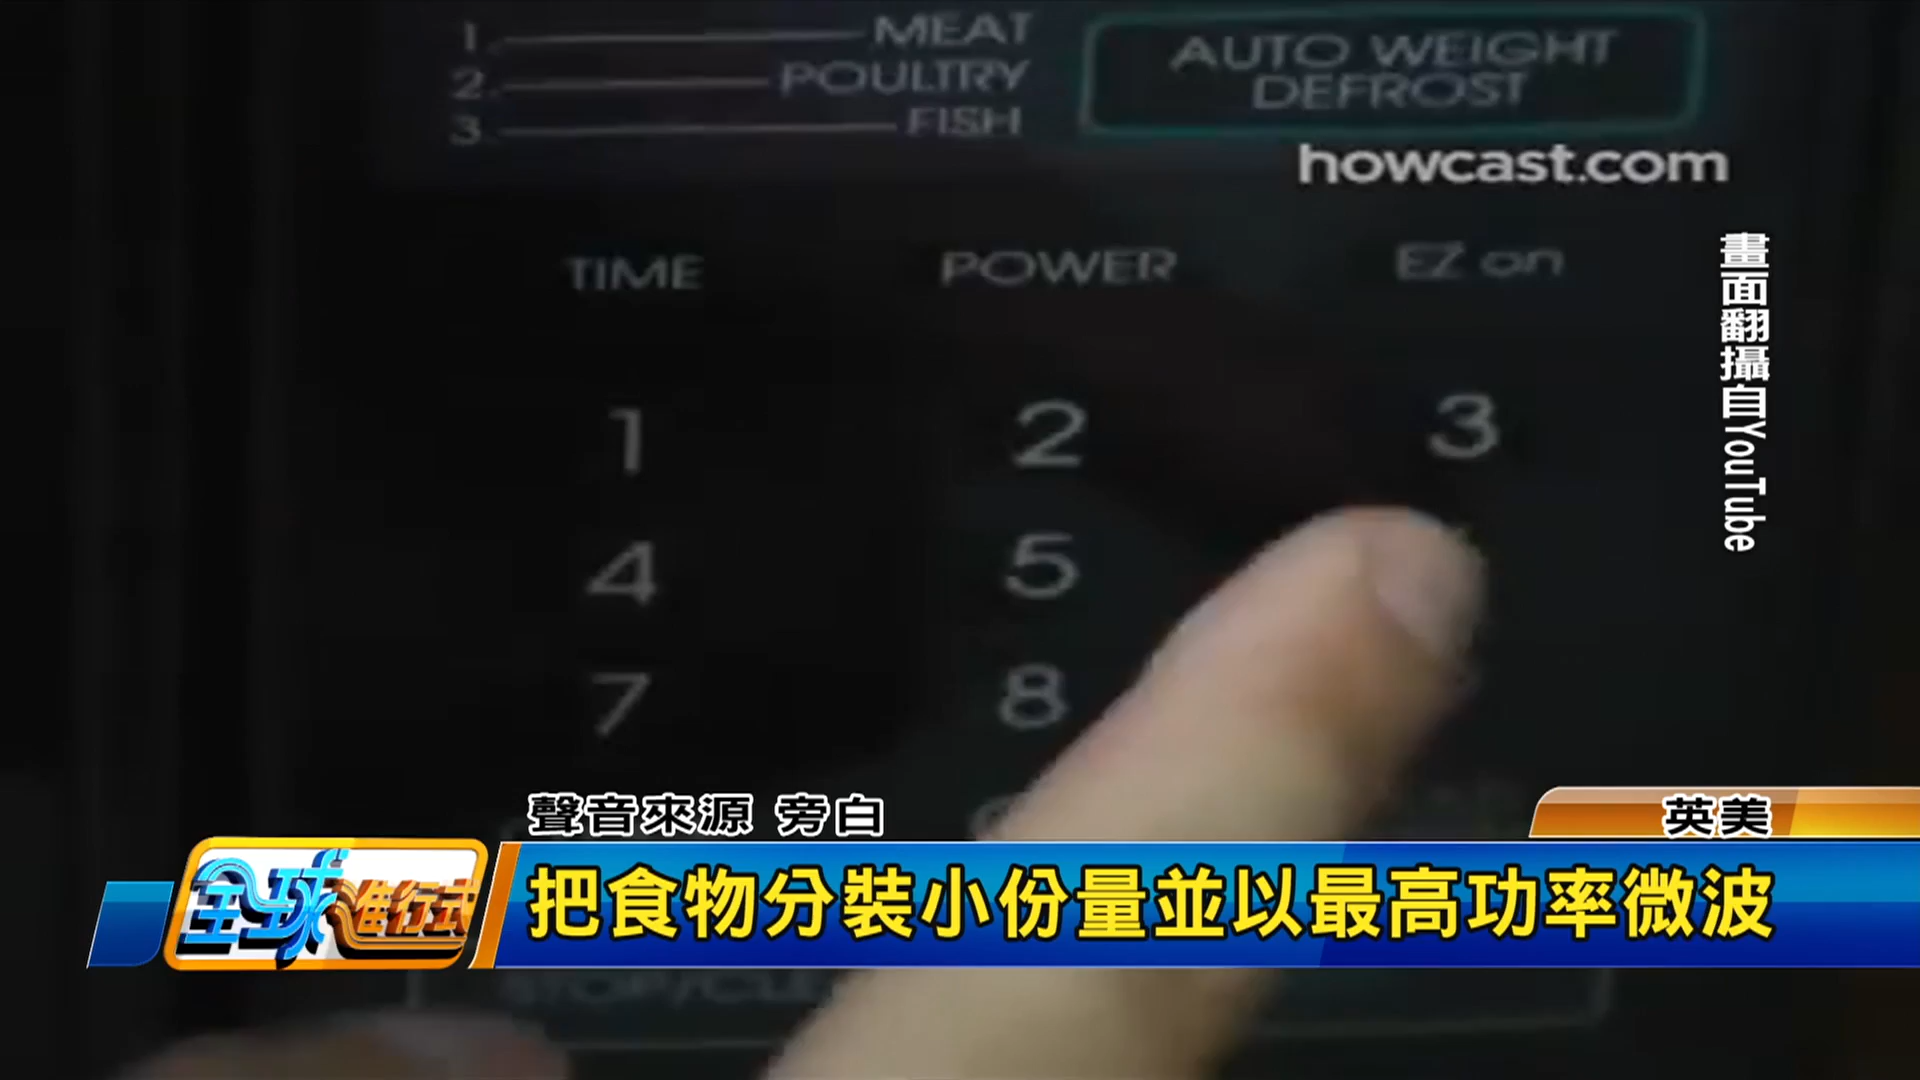 1. MEAT
2. POULTRY
3. FISH
AUTO WEIGHT
DEFROST
howcast.com
畫面翻攝自YouTube
TIME
POWER
EZ on
1
2
3
4
5
7
8
聲音來源 旁白
英美
全球進行式
把食物分裝小份量並以最高功率微波